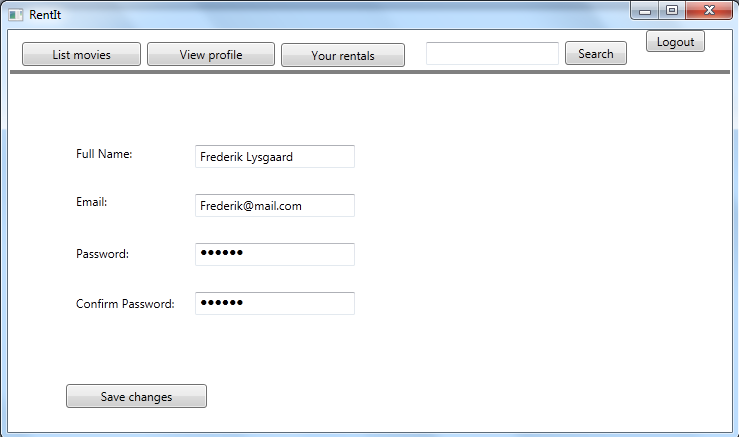 RentIt
List movies View profile Your rentals Search Logout
Full Name: Frederik Lysgaard
Email: Frederik@mail.com
Password: ●●●●●●
Confirm Password: ●●●●●●
Save changes